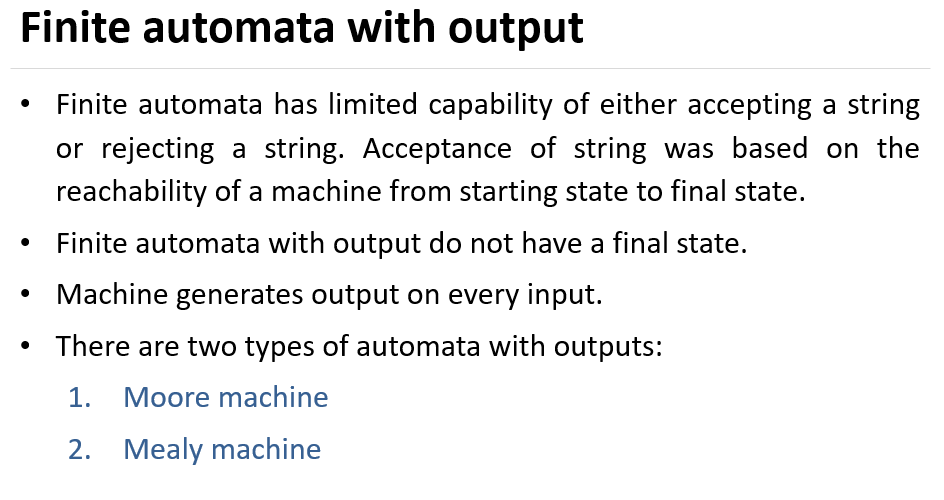 Finite automata with output
• Finite automata has limited capability of either accepting a string
or rejecting a string. Acceptance of string was based on the
reachability of a machine from starting state to final state.
• Finite automata with output do not have a final state.
• Machine generates output on every input.
• There are two types of automata with outputs:
1. Moore machine
2. Mealy machine